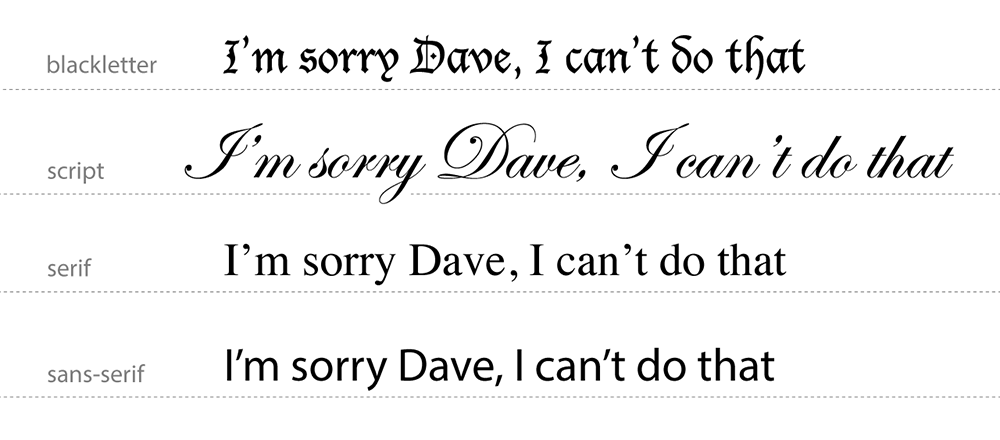 blackletter I’m sorry Dave, I can’t do that
script I’m sorry Dave, I can’t do that
serif I’m sorry Dave, I can’t do that
sans-serif I’m sorry Dave, I can’t do that